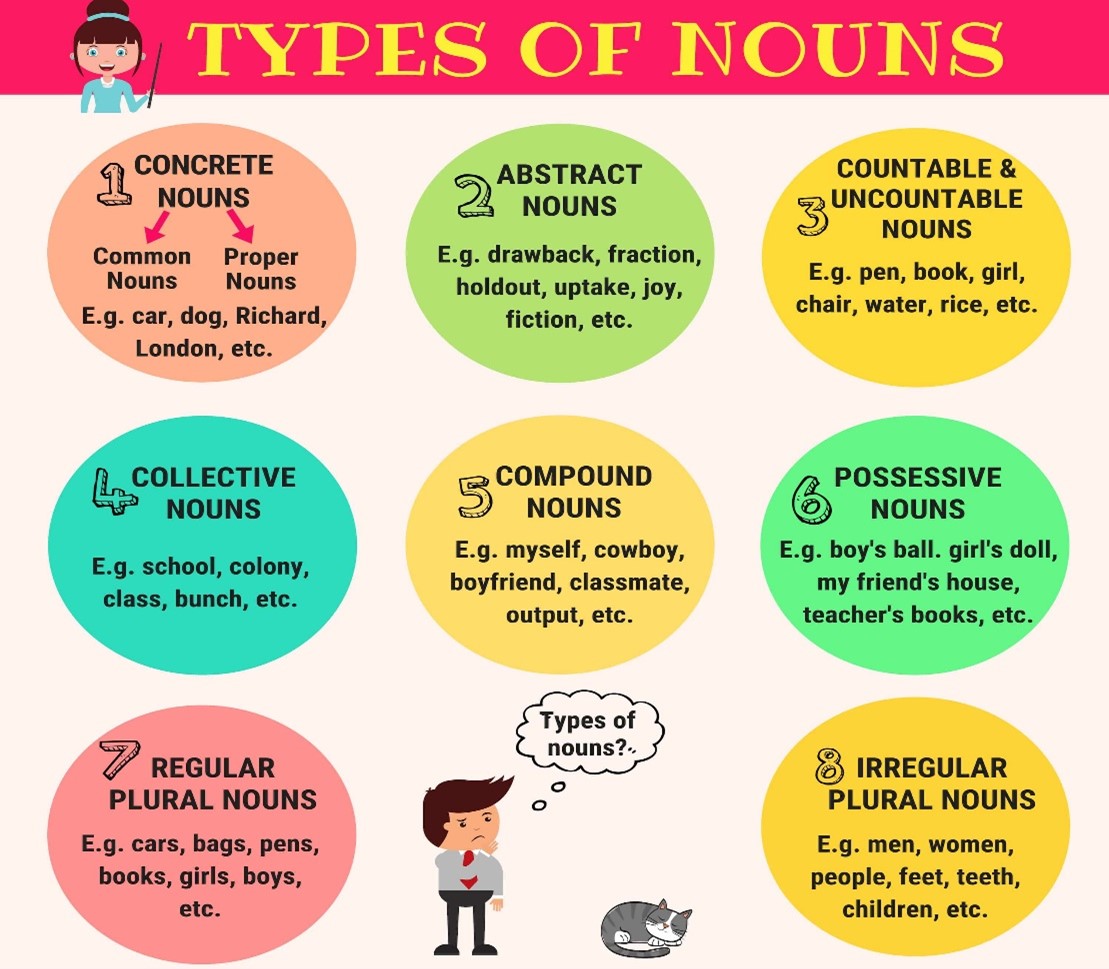 TYPES OF NOUNS
1 CONCRETE
NOUNS
Common Proper
Nouns Nouns
E.g. car, dog, Richard,
London, etc.
2 ABSTRACT
NOUNS
E.g. drawback, fraction,
holdout, uptake, joy,
fiction, etc.
COUNTABLE &
3 UNCOUNTABLE
NOUNS
E.g. pen, book, girl,
chair, water, rice, etc.
4 COLLECTIVE
NOUNS
E.g. school, colony,
class, bunch, etc.
5 COMPOUND
NOUNS
E.g. myself, cowboy,
boyfriend, classmate,
output, etc.
6 POSSESSIVE
NOUNS
E.g. boy's ball. girl's doll,
my friend's house,
teacher's books, etc.
7 REGULAR
PLURAL NOUNS
E.g. cars, bags, pens,
books, girls, boys,
etc.
Types of
nouns?..
8 IRREGULAR
PLURAL NOUNS
E.g. men, women,
people, feet, teeth,
children, etc.